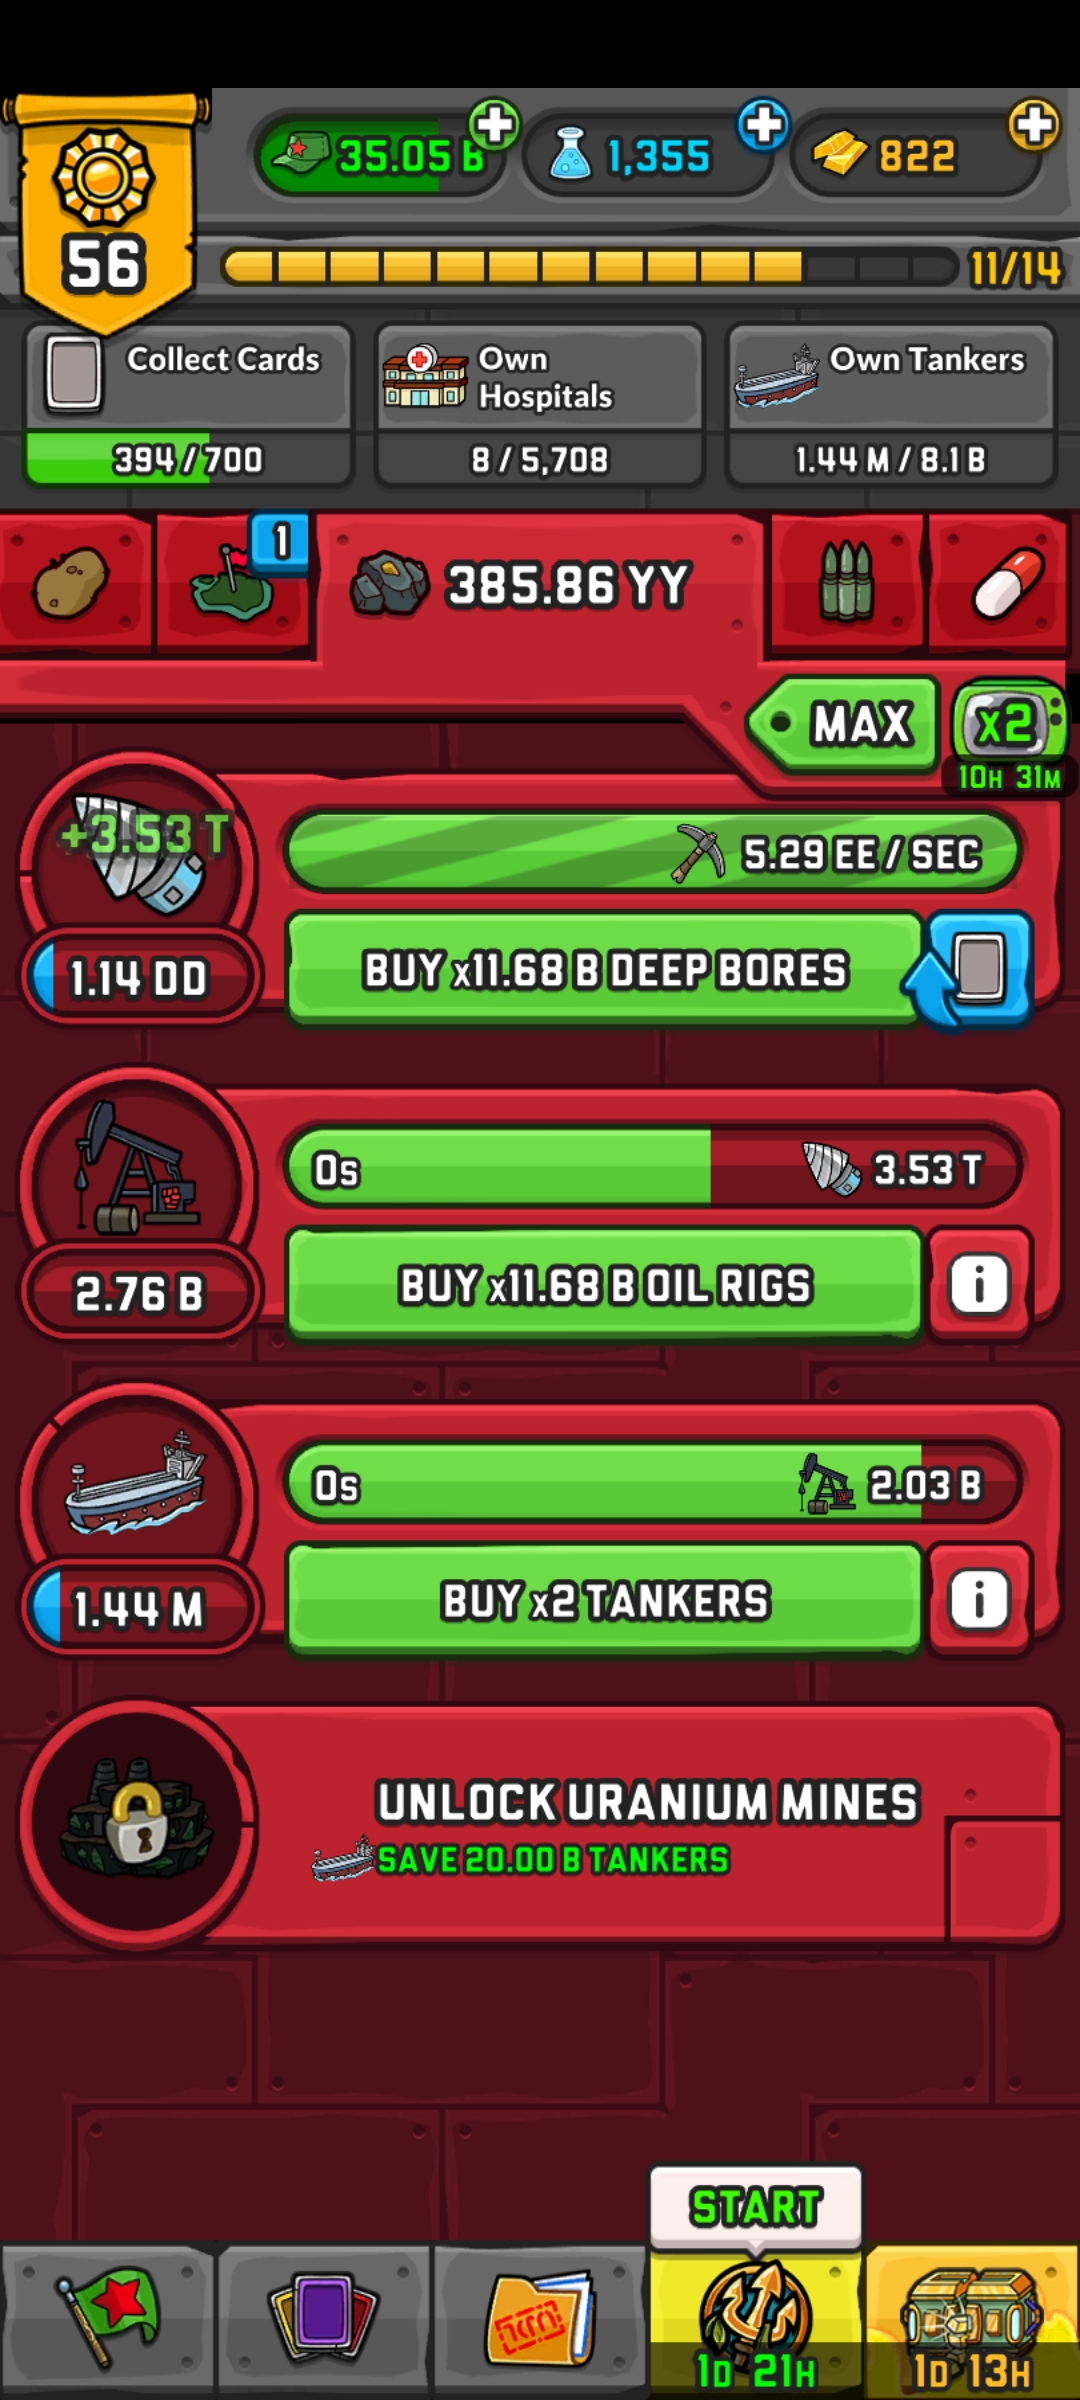 35.05 B
1,355
822
56
11/14
Collect Cards
394/700
Own
Hospitals
8/5,708
Own Tankers
1.44 M/8.1 B
1
385.86 YY
MAX
x2
10H 31M
+3.53 T
5.29 EE/SEC
1.14 DD
BUY x11.68 B DEEP BORES
0s
3.53 T
2.76 B
BUY x11.68 B OIL RIGS
0s
2.03 B
1.44 M
BUY x2 TANKERS
UNLOCK URANIUM MINES
SAVE 20.00 B TANKERS
START
1D 21H
1D 13H